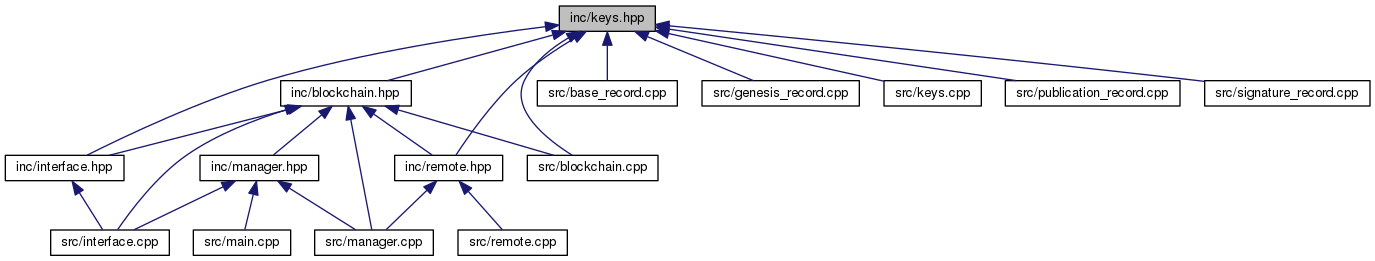 inc/keys.hpp
inc/blockchain.hpp
src/base_record.cpp
src/genesis_record.cpp
src/keys.cpp
src/publication_record.cpp
src/signature_record.cpp
inc/interface.hpp
inc/manager.hpp
inc/remote.hpp
src/blockchain.cpp
src/interface.cpp
src/main.cpp
src/manager.cpp
src/remote.cpp